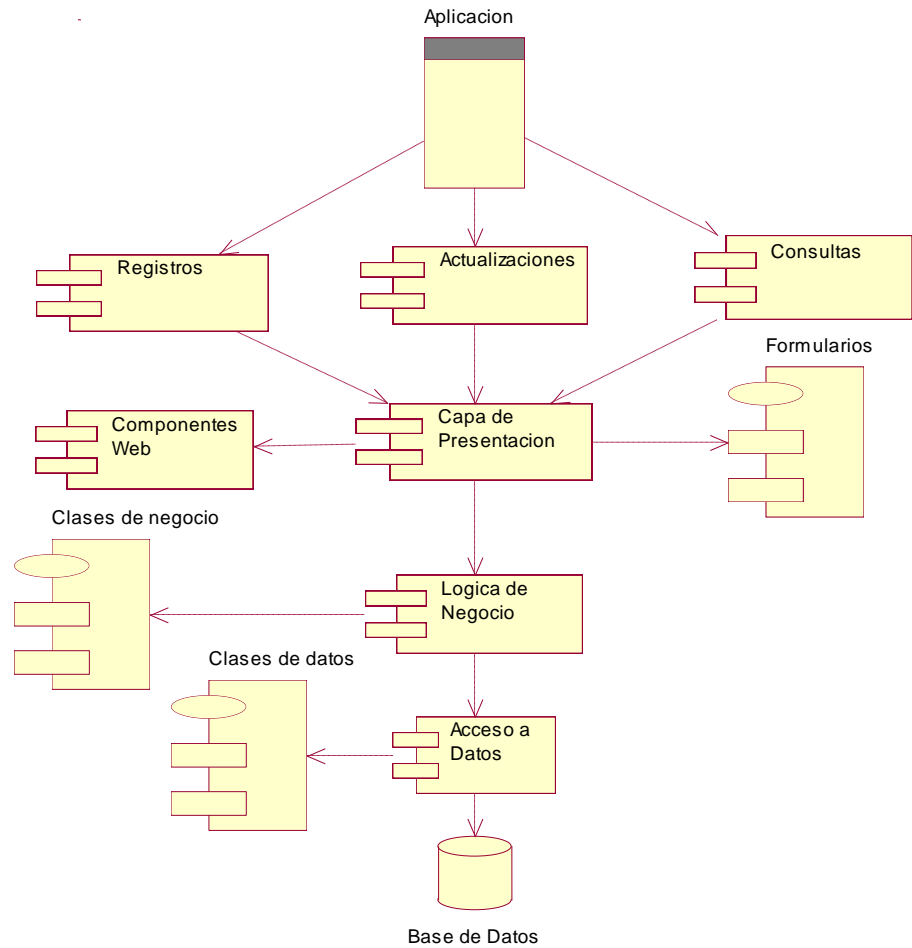 Aplicacion
Registros
Actualizaciones
Consultas
Formularios
Componentes
Web
Capa de
Presentacion
Clases de negocio
Logica de
Negocio
Clases de datos
Acceso a
Datos
Base de Datos